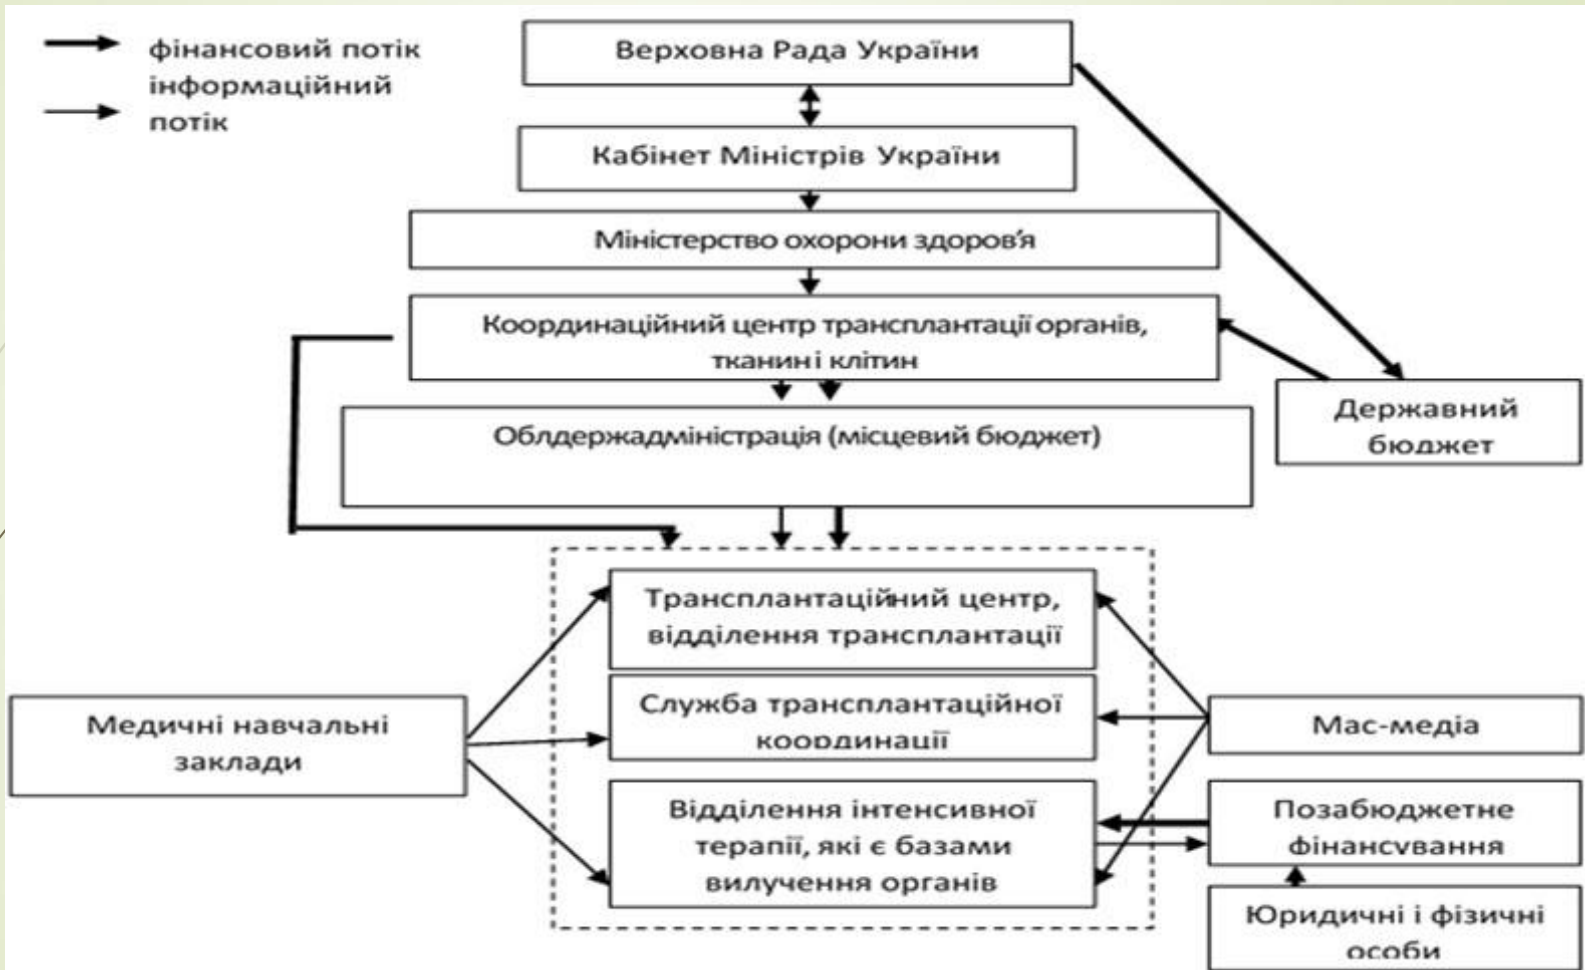 фінансовий потік
інформаційний
потік
Верховна Рада України
Кабінет Міністрів України
Міністерство охорони здоров'я
Координаційний центр трансплантації органів,
тканин і клітин
Облдержадміністрація (місцевий бюджет)
Державний
бюджет
Трансплантаційний центр,
відділення трансплантації
Служба трансплантаційної
координації
Відділення інтенсивної
терапії, які є базами
вилучення органів
Медичні навчальні
заклади
Мас-медіа
Позабюджетне
фінансування
Юридичні і фізичні
особи